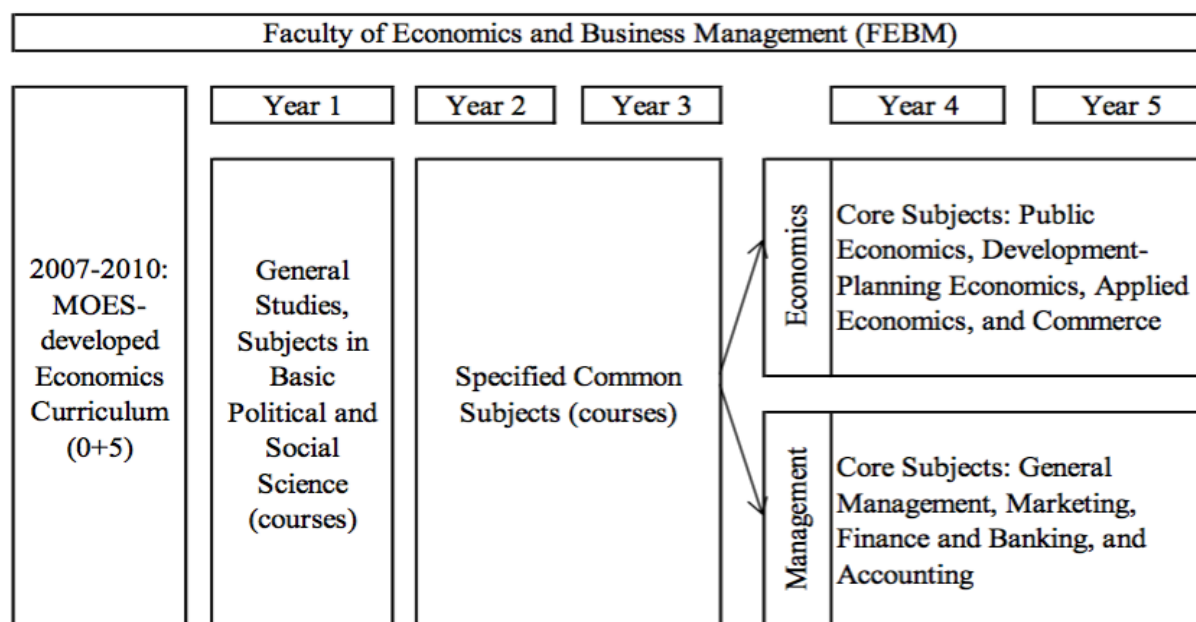 Faculty of Economics and Business Management (FEBM)
Year 1
Year 2
Year 3
Year 4
Year 5
2007-2010:
MOES-
developed
Economics
Curriculum
(0+5)
General
Studies,
Subjects in
Basic
Political and
Social
Science
(courses)
Specified Common
Subjects (courses)
Economics
Core Subjects: Public
Economics, Development-
Planning Economics, Applied
Economics, and Commerce
Management
Core Subjects: General
Management, Marketing,
Finance and Banking, and
Accounting